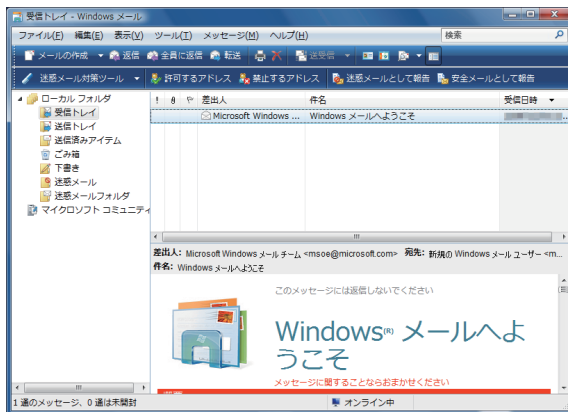 受信トレイ - Windows メール
ファイル(F) 編集(E) 表示(V) ツール(T) メッセージ(M) ヘルプ(H) 検索
メールの作成 返信 全員に返信 転送 送受信
迷惑メール対策ツール 許可するアドレス 禁止するアドレス 迷惑メールとして報告 安全メールとして報告
ローカル フォルダ
受信トレイ
送信トレイ
送信済みアイテム
ごみ箱
下書き
迷惑メール
迷惑メールフォルダ
マイクロソフト コミュニティ
! 差出人 件名 受信日時
Microsoft Windows ... Windows メールへようこそ
差出人: Microsoft Windows メール チーム <msoe@microsoft.com> 宛先: 新規の Windows メール ユーザー <m...
件名: Windows メールへようこそ
このメッセージには返信しないでください
Windows(R) メールへよ
うこそ
メッセージに関することならおまかせください
1 通のメッセージ、0 通は未開封 オンライン中